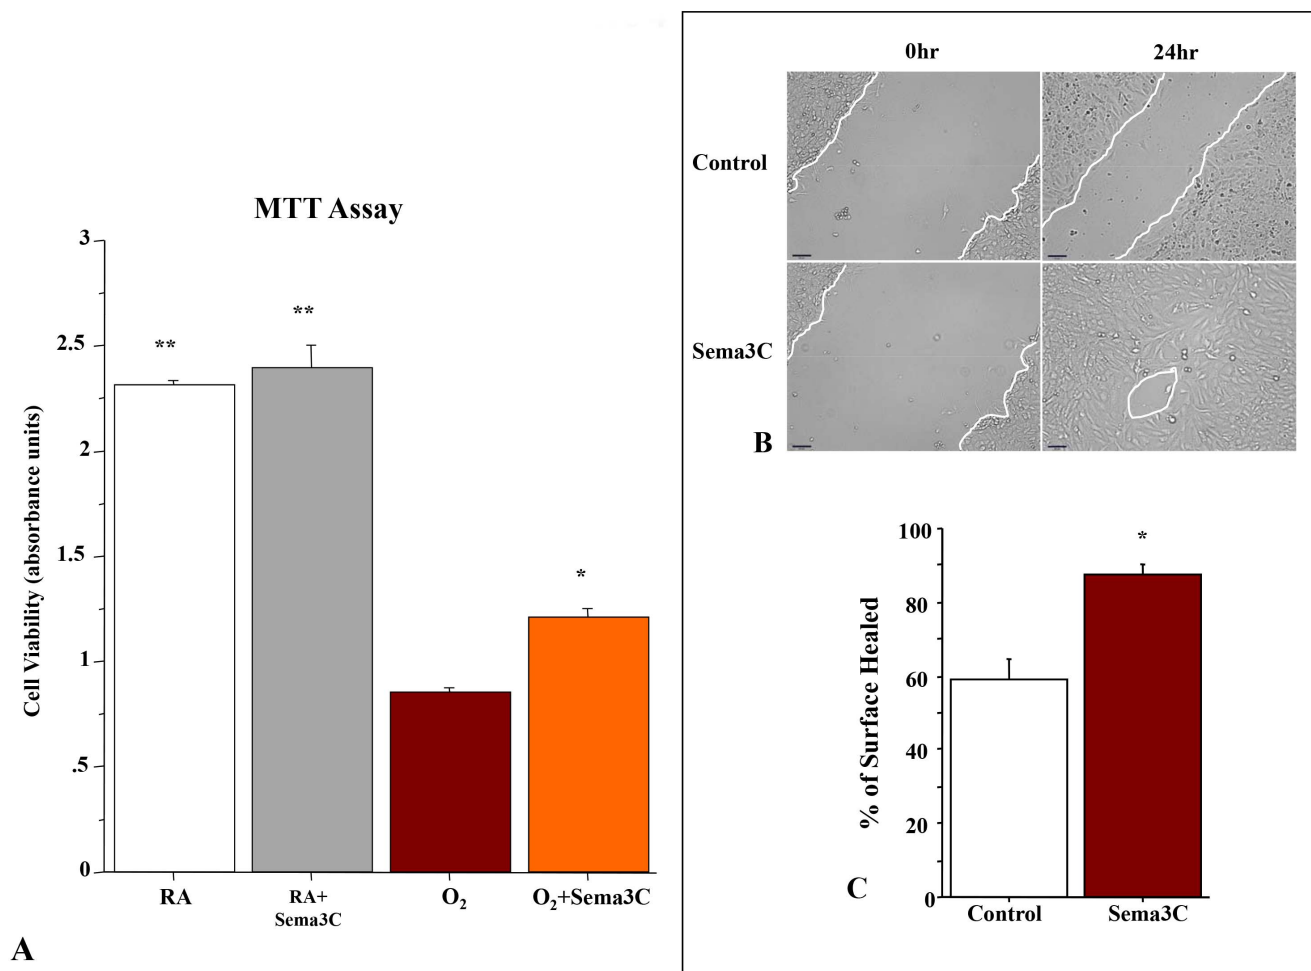 MTT Assay
Cell Viability (absorbance units)
3
2.5
2
1.5
1
.5
0
**
**
*
RA
RA+
Sema3C
O₂
O₂+Sema3C
A
0hr
24hr
Control
Sema3C
B
% of Surface Healed
100
80
60
40
20
0
*
Control
Sema3C
C